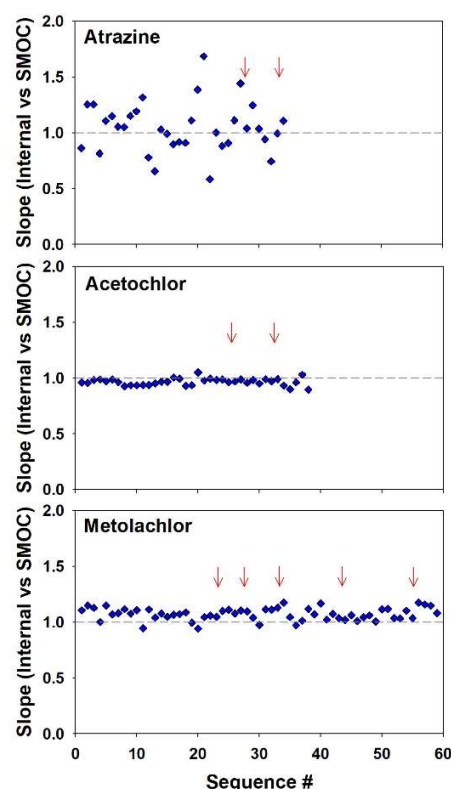 Slope (Internal vs SMOC)
2.0
1.5
1.0
0.5
0.0
Atrazine
Slope (Internal vs SMOC)
2.0
1.5
1.0
0.5
0.0
Acetochlor
Slope (Internal vs SMOC)
2.0
1.5
1.0
0.5
0.0
Metolachlor
0 10 20 30 40 50 60
Sequence #